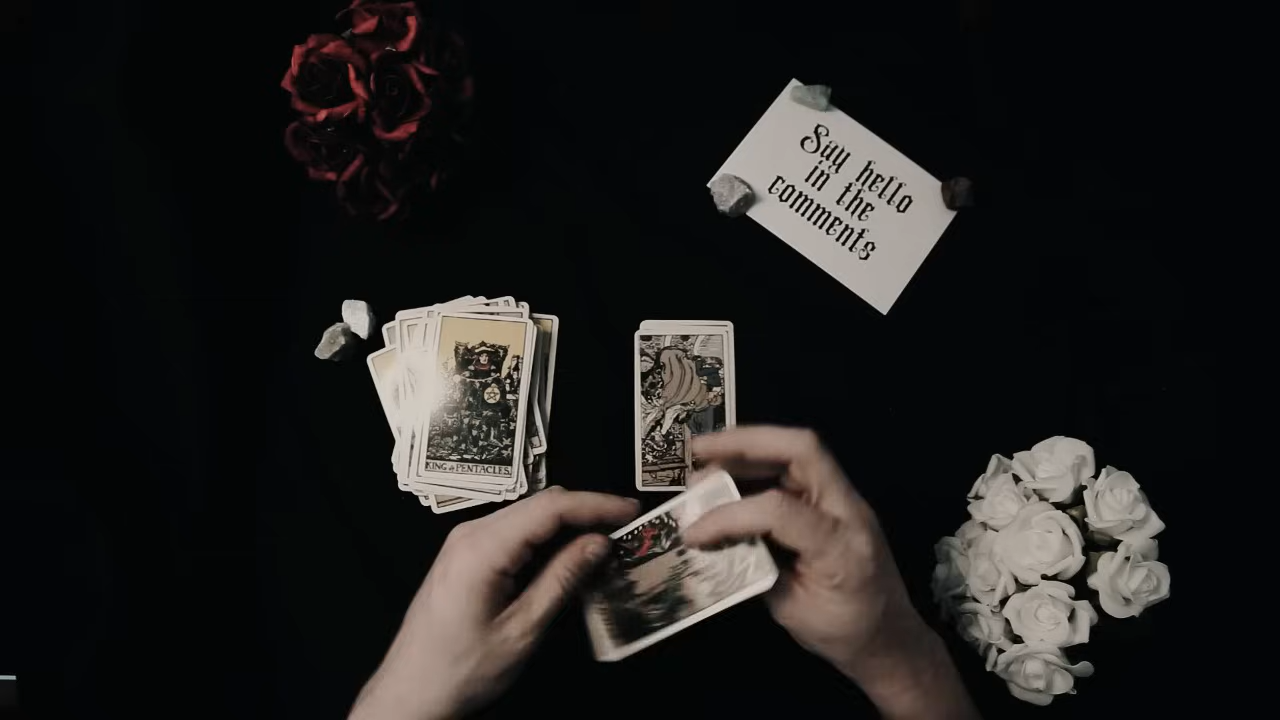 Say hello
in the
comments
KING of PENTACLES.